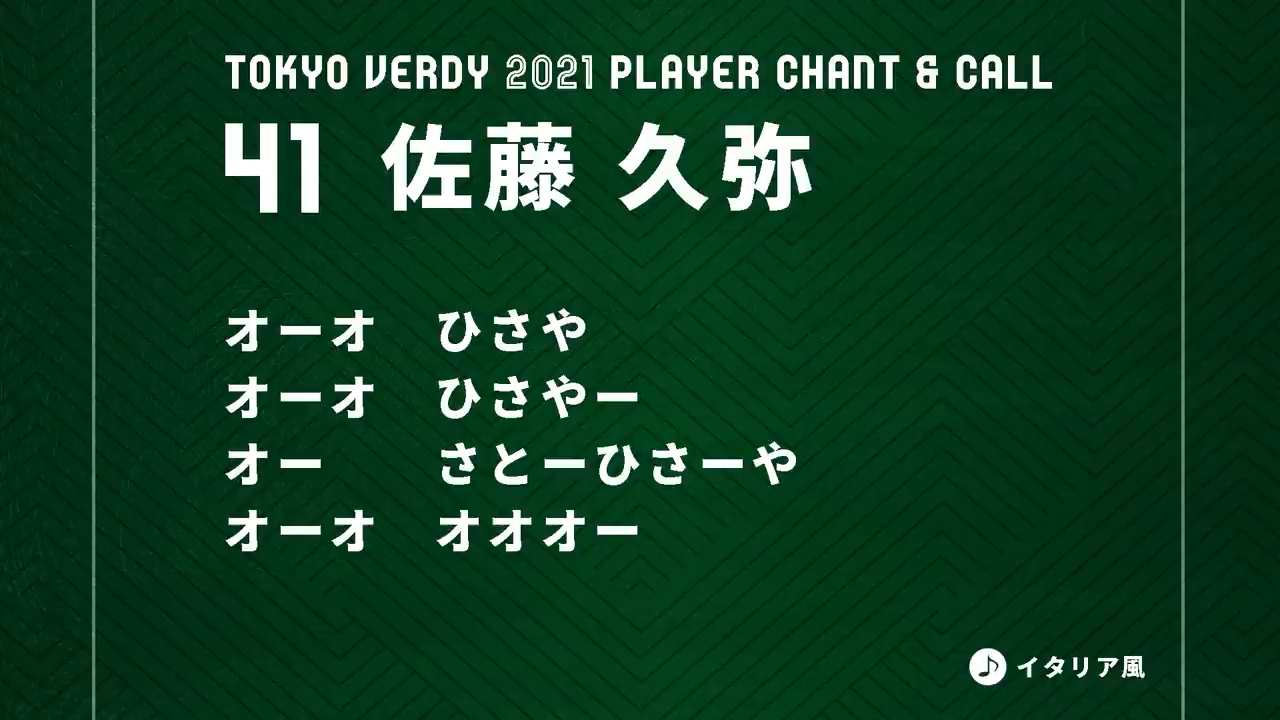 TOKYO VERDY 2021 PLAYER CHANT & CALL
41 佐藤 久弥
オーオ　ひさや
オーオ　ひさやー
オー　　さとーひさーや
オーオ　オオオー
♪ イタリア風